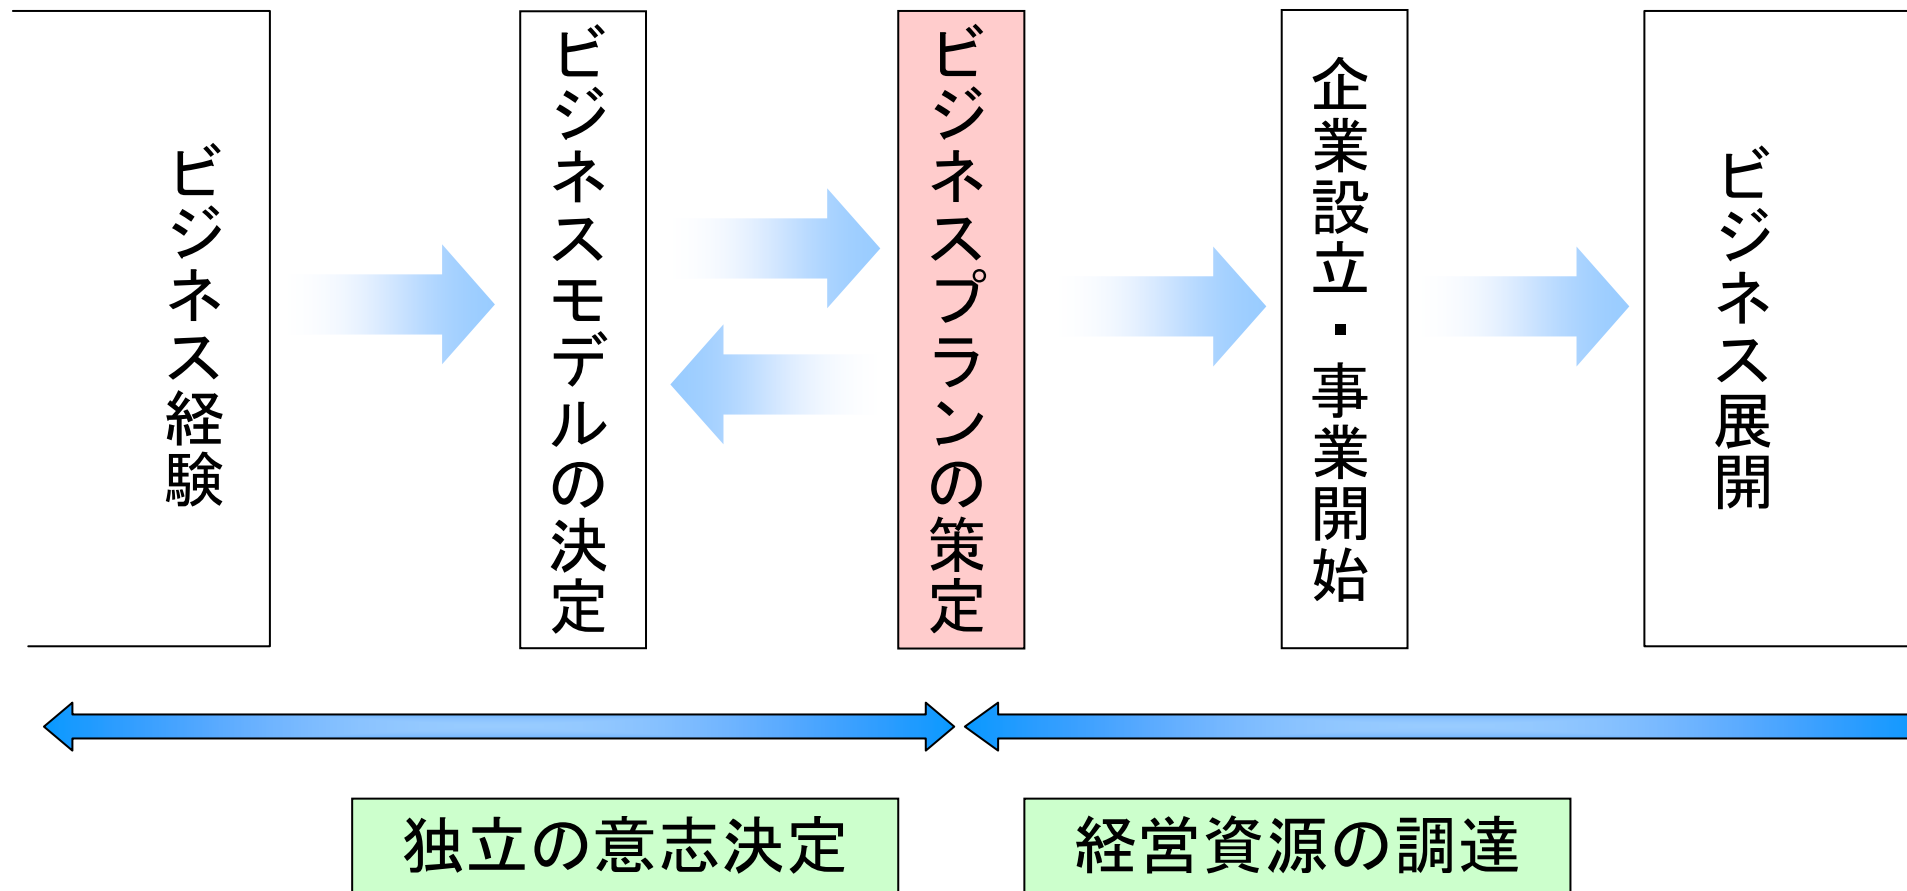 ビジネス経験
ビジネスモデルの決定
ビジネスプランの策定
企業設立・事業開始
ビジネス展開
独立の意志決定
経営資源の調達